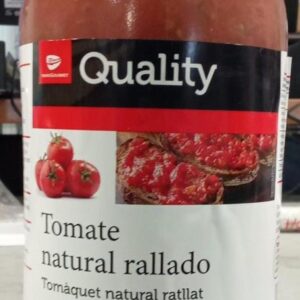 Quality
Tomate
natural rallado
Tomàquet natural ratllat